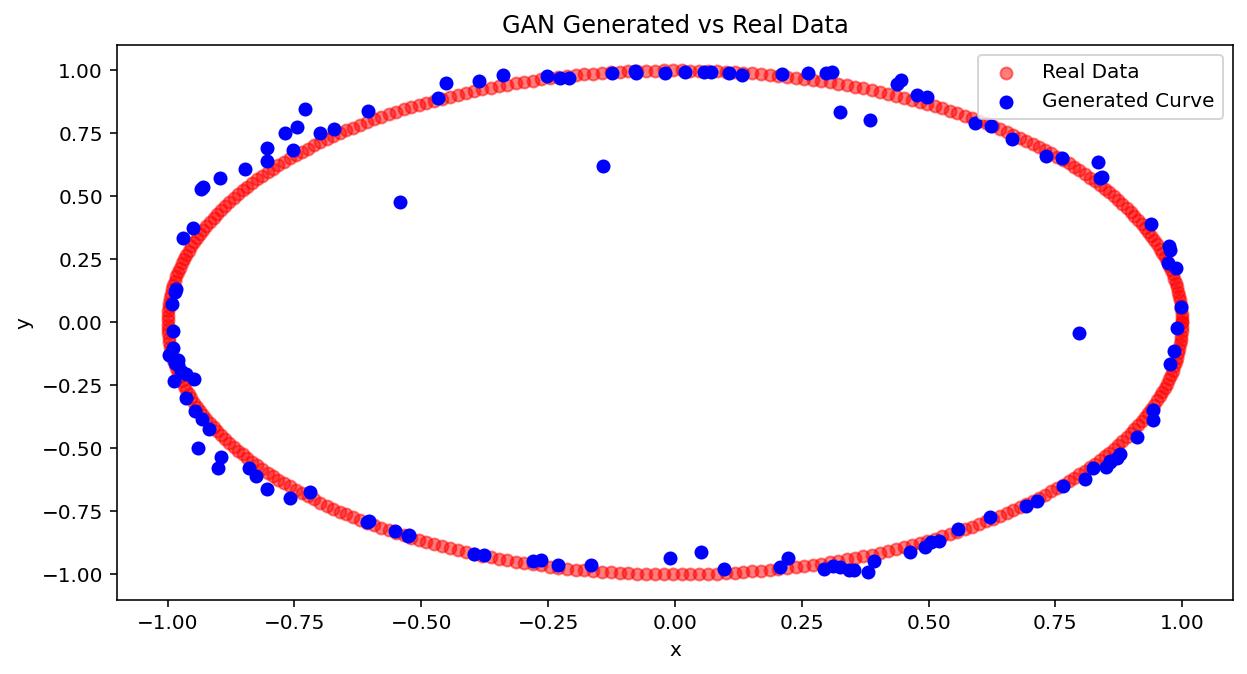 GAN Generated vs Real Data
Real Data
Generated Curve
1.00
0.75
0.50
0.25
0.00
−0.25
−0.50
−0.75
−1.00
y
−1.00 −0.75 −0.50 −0.25 0.00 0.25 0.50 0.75 1.00
x